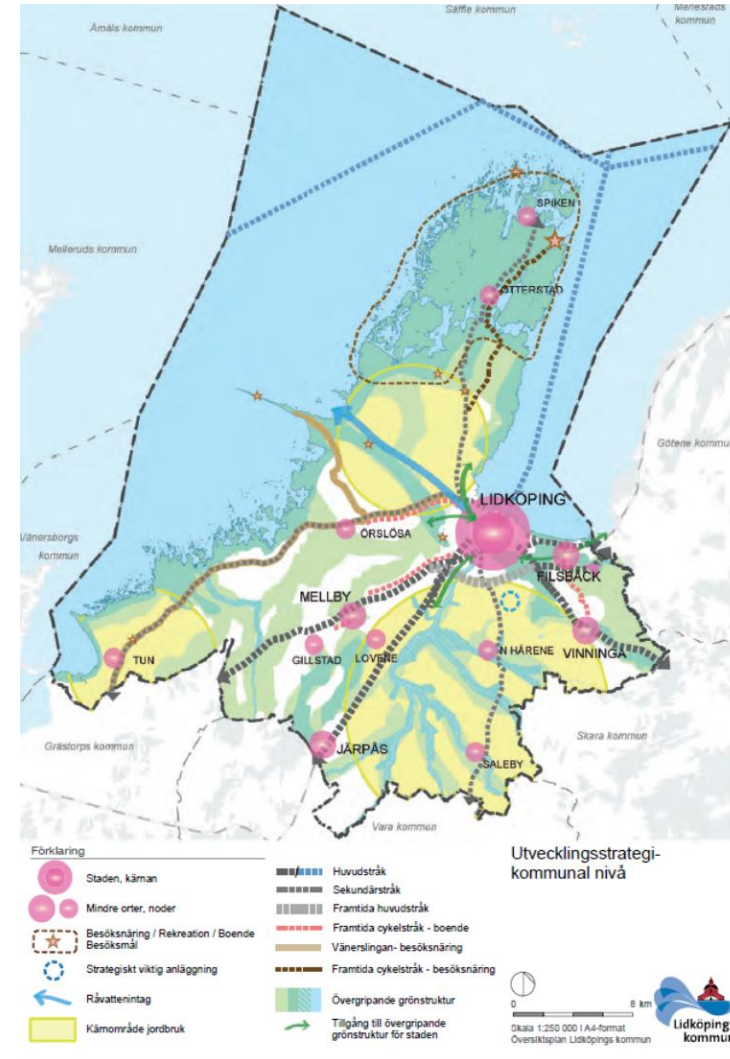 Åmåls kommun
Säffle kommun
Mariestads
kommun
SPIKEN
Melleruds kommun
OTTERSTAD
Götene kommu
LIDKÖPING
ÖRSLÖSA
Vänersborgs
kommun
FILSBÄCK
MELLBY
N HÄRENE
VINNINGA
TUN
GILLSTAD
LOVENE
Grästorps kommun
JÄRPÅS
SALEBY
Skara kommun
Vara kommun
Förklaring
Staden, kärnan
Mindre orter, noder
Besöksnäring / Rekreation / Boende
Besöksmål
Strategiskt viktig anläggning
Råvattenintag
Kärnområde jordbruk
Huvudstråk
Sekundärstråk
Framtida huvudstråk
Framtida cykelstråk - boende
Vänerslingan- besöksnäring
Framtida cykelstråk - besöksnäring
Övergripande grönstruktur
Tillgång till övergripande
grönstruktur för staden
Utvecklingsstrategi-
kommunal nivå
0 8 km
Skala 1:250 000 i A4-format
Översiktsplan Lidköpings kommun
Lidköping
kommu